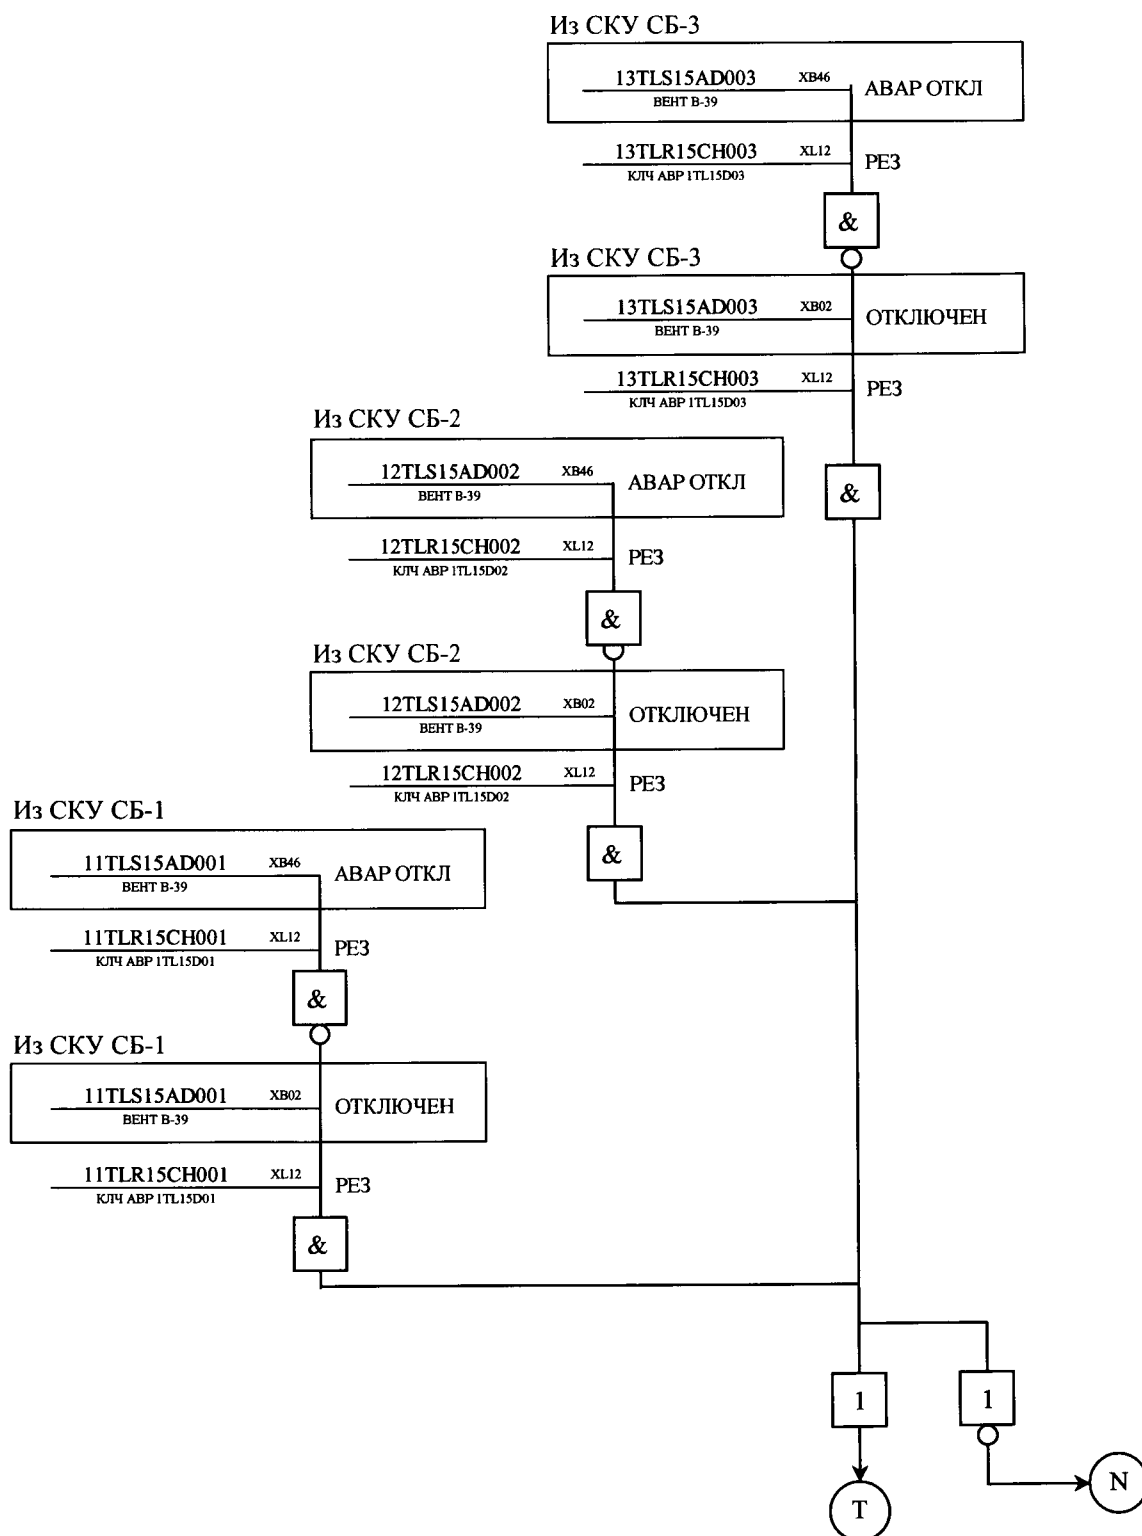 Из СКУ СБ-3
13TLS15AD003 XB46 АВАР ОТКЛ
ВЕНТ В-39
13TLR15CH003 XL12 РЕЗ
КЛЧ АВР 1TL15D03
&
Из СКУ СБ-3
13TLS15AD003 XB02 ОТКЛЮЧЕН
ВЕНТ В-39
13TLR15CH003 XL12 РЕЗ
КЛЧ АВР 1TL15D03
&
Из СКУ СБ-2
12TLS15AD002 XB46 АВАР ОТКЛ
ВЕНТ В-39
12TLR15CH002 XL12 РЕЗ
КЛЧ АВР 1TL15D02
&
Из СКУ СБ-2
12TLS15AD002 XB02 ОТКЛЮЧЕН
ВЕНТ В-39
12TLR15CH002 XL12 РЕЗ
КЛЧ АВР 1TL15D02
&
Из СКУ СБ-1
11TLS15AD001 XB46 АВАР ОТКЛ
ВЕНТ В-39
11TLR15CH001 XL12 РЕЗ
КЛЧ АВР 1TL15D01
&
Из СКУ СБ-1
11TLS15AD001 XB02 ОТКЛЮЧЕН
ВЕНТ В-39
11TLR15CH001 XL12 РЕЗ
КЛЧ АВР 1TL15D01
&
1 1
N
T